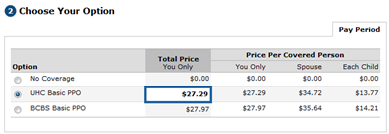 2 Choose Your Option
Pay Period
Total Price Price Per Covered Person
Option You Only You Only Spouse Each Child
No Coverage $0.00 $0.00 $0.00 $0.00
UHC Basic PPO $27.29 $27.29 $34.72 $13.77
BCBS Basic PPO $27.97 $27.97 $35.64 $14.21